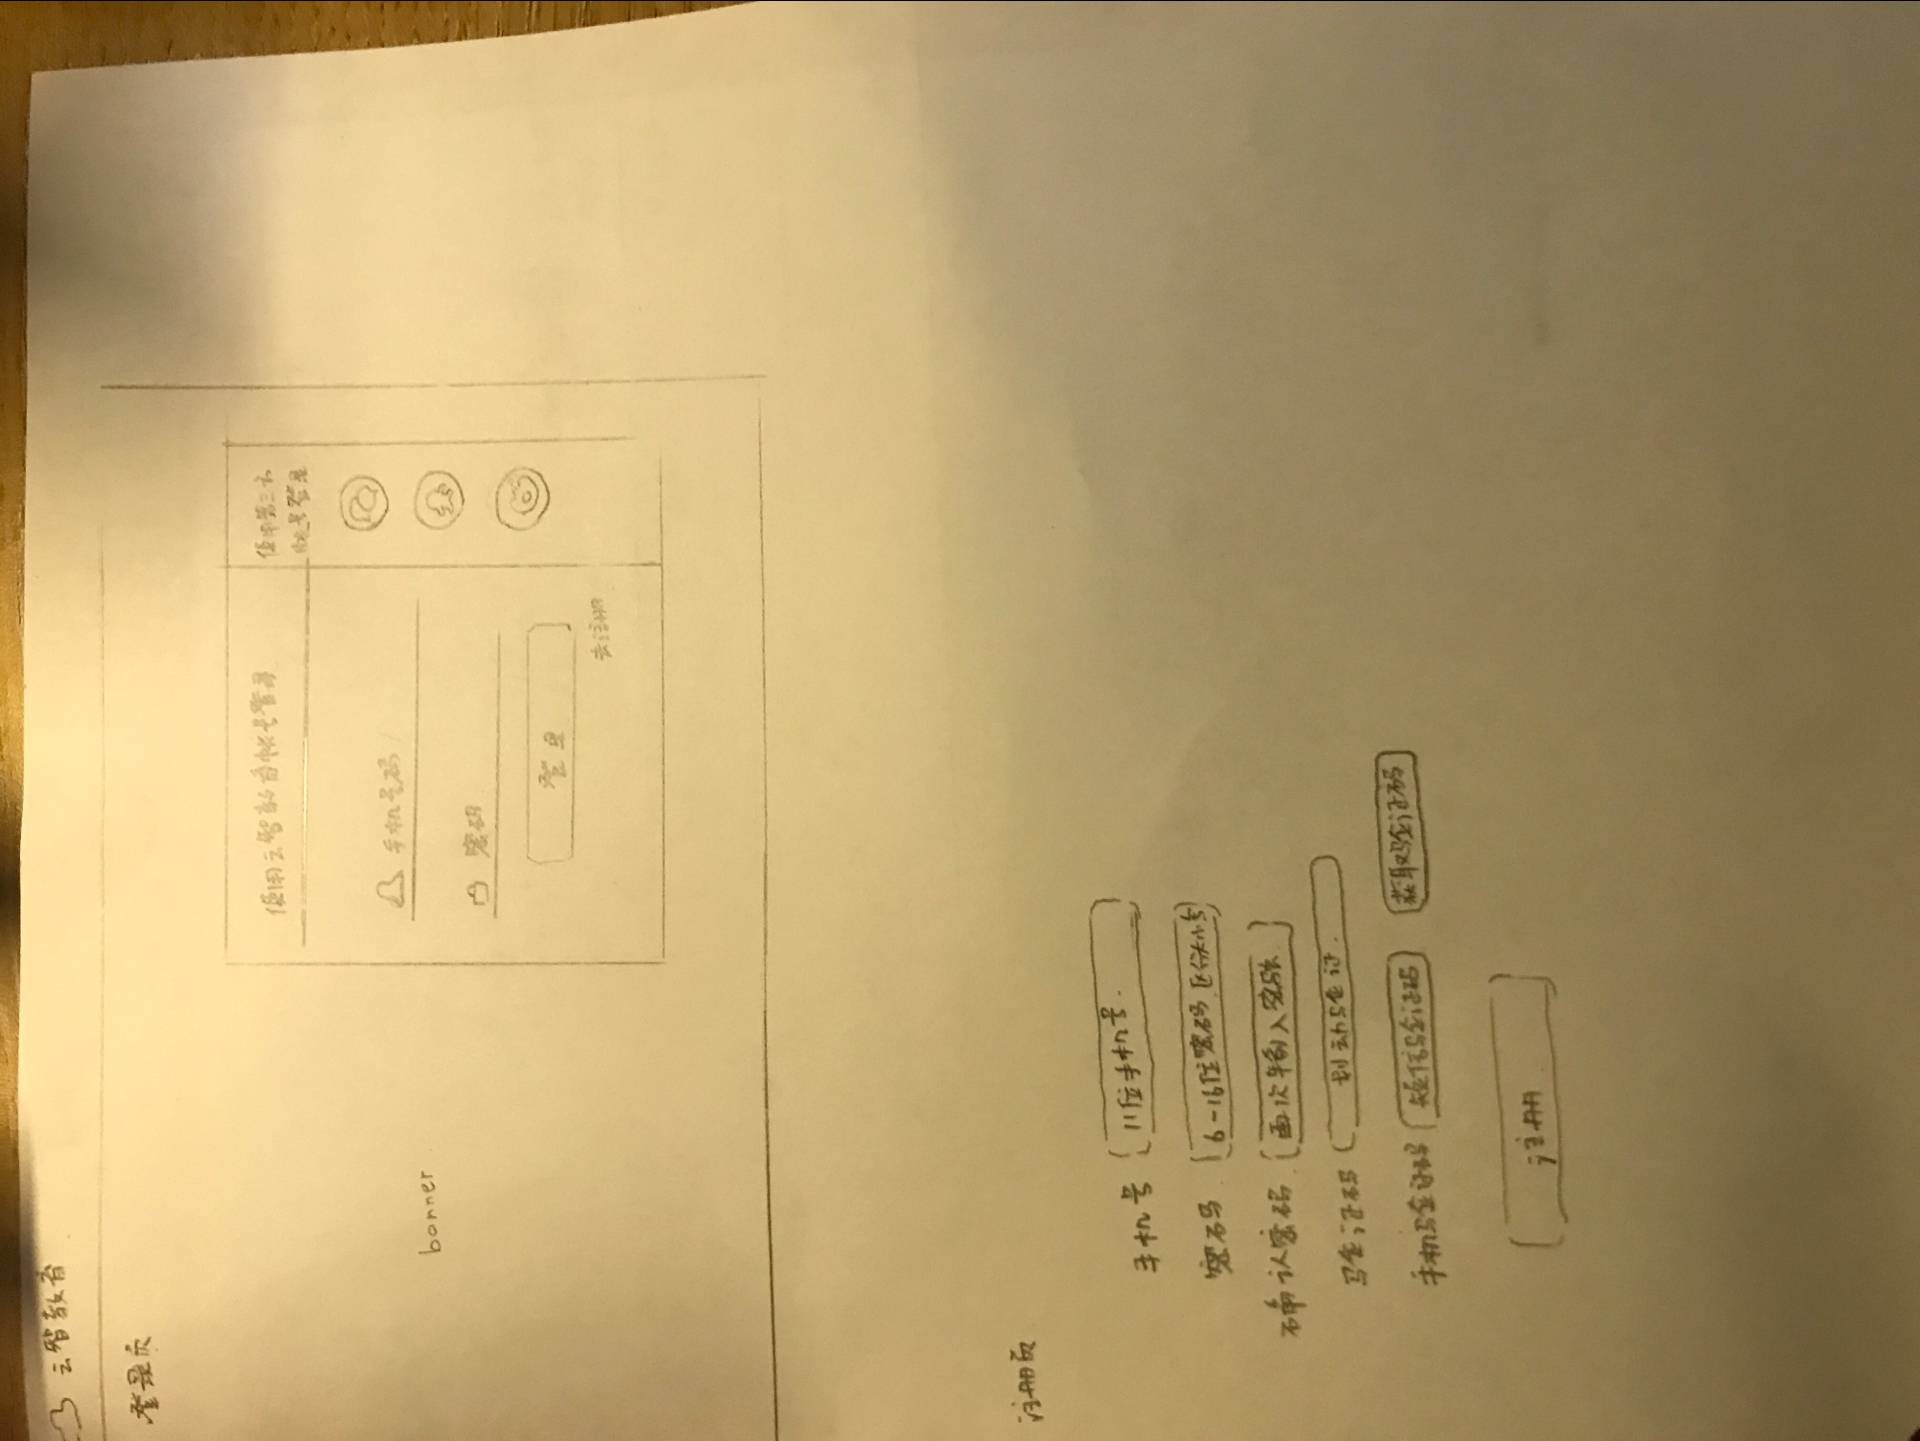 云智教育
登录页
使用云智教育帐号登录
使用第三方
帐号登录
手机号码
banner
密码
登录
去注册
注册页
手机号 11位手机号.
密码 6-16位密码 区分大小写
确认密码 再次输入密码
验证码 划动验证.
手机验证码 短信验证码 获取验证码
注册